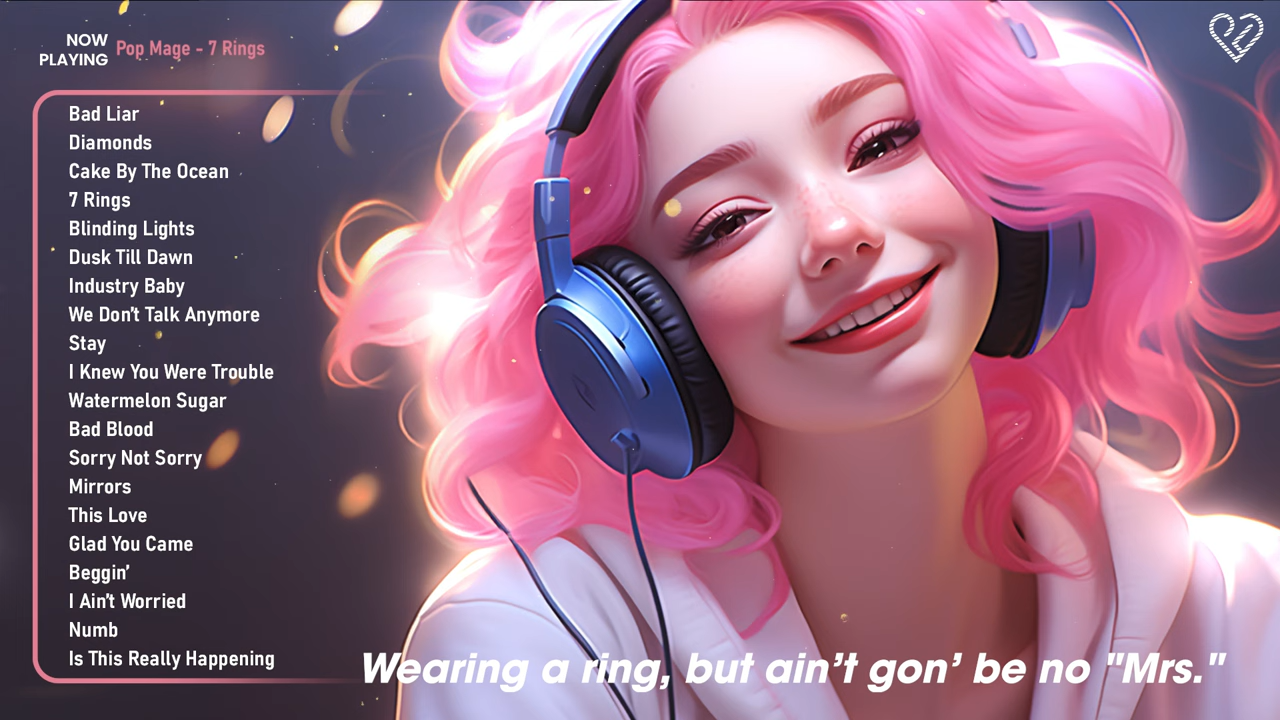 NOW
PLAYING
Pop Mage - 7 Rings
Bad Liar
Diamonds
Cake By The Ocean
7 Rings
Blinding Lights
Dusk Till Dawn
Industry Baby
We Don't Talk Anymore
Stay
I Knew You Were Trouble
Watermelon Sugar
Bad Blood
Sorry Not Sorry
Mirrors
This Love
Glad You Came
Beggin'
I Ain't Worried
Numb
Is This Really Happening
Wearing a ring, but ain't gon' be no "Mrs."